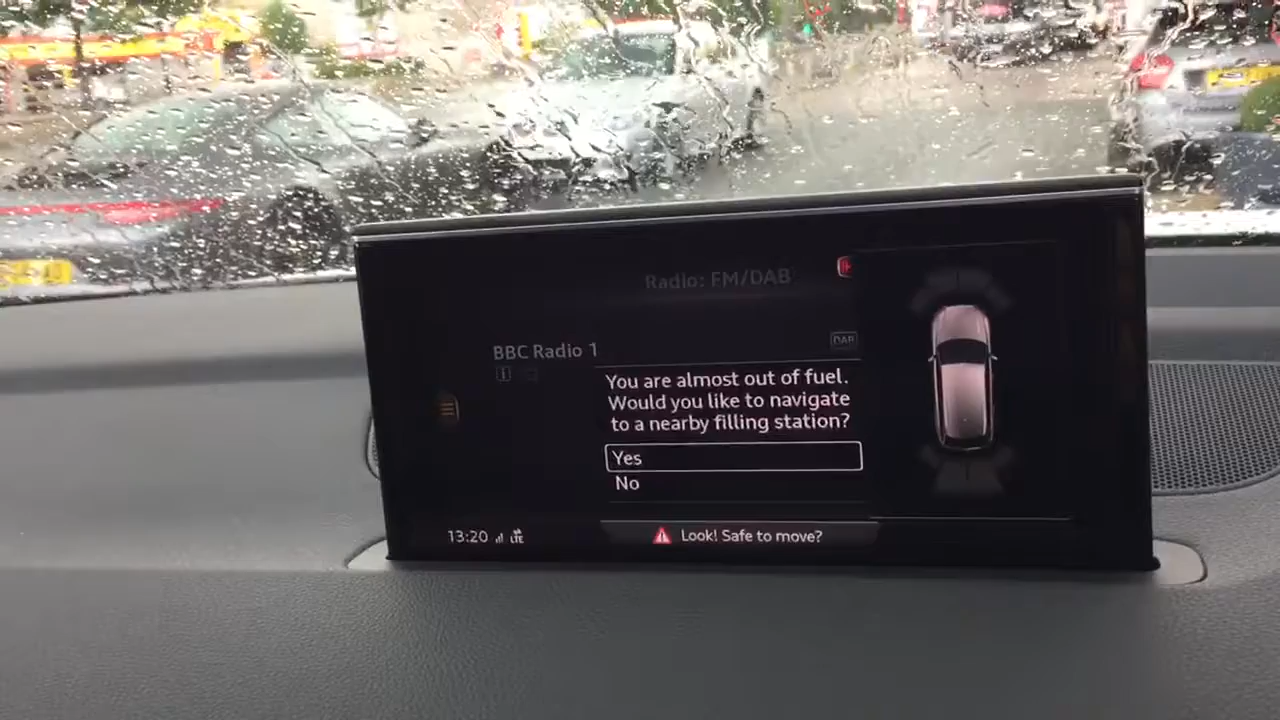 Radio: FM/DAB
BBC Radio 1
DAB
You are almost out of fuel.
Would you like to navigate
to a nearby filling station?
Yes
No
13:20
LTE
Look! Safe to move?